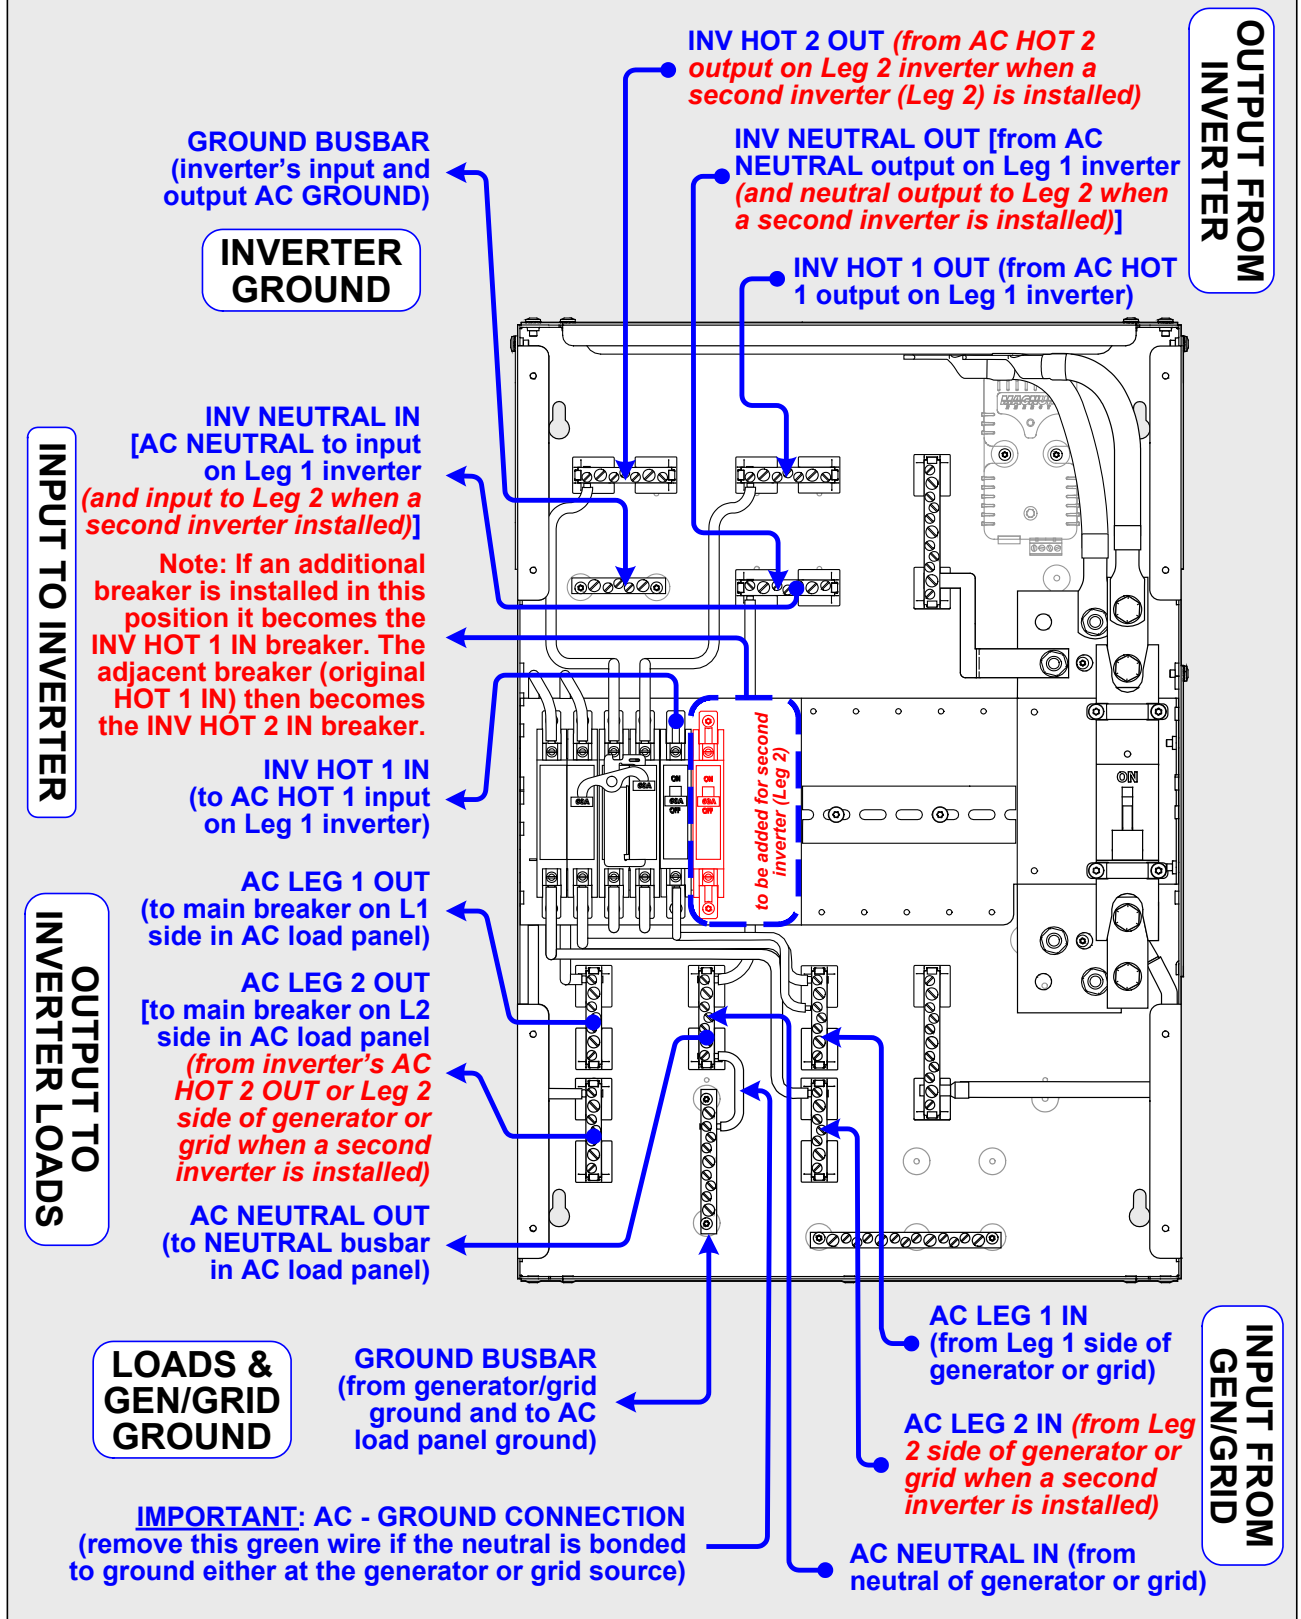 INV HOT 2 OUT (from AC HOT 2
output on Leg 2 inverter when a
second inverter (Leg 2) is installed)
OUTPUT FROM
INVERTER
GROUND BUSBAR
(inverter's input and
output AC GROUND)
INV NEUTRAL OUT [from AC
NEUTRAL output on Leg 1 inverter
(and neutral output to Leg 2 when
a second inverter is installed)]
INVERTER
GROUND
INV HOT 1 OUT (from AC HOT
1 output on Leg 1 inverter)
MAGNUM
INPUT TO INVERTER
INV NEUTRAL IN
[AC NEUTRAL to input
on Leg 1 inverter
(and input to Leg 2 when a
second inverter installed)]
Note: If an additional
breaker is installed in this
position it becomes the
INV HOT 1 IN breaker. The
adjacent breaker (original
HOT 1 IN) then becomes
the INV HOT 2 IN breaker.
INV HOT 1 IN
(to AC HOT 1 input
on Leg 1 inverter)
60A
60A
ON
60A
OFF
ON
60A
OFF
to be added for second
inverter (Leg 2)
ON
OUTPUT TO
INVERTER LOADS
AC LEG 1 OUT
(to main breaker on L1
side in AC load panel)
AC LEG 2 OUT
[to main breaker on L2
side in AC load panel
(from inverter's AC
HOT 2 OUT or Leg 2
side of generator or
grid when a second
inverter is installed)
AC NEUTRAL OUT
(to NEUTRAL busbar
in AC load panel)
LOADS &
GEN/GRID
GROUND
GROUND BUSBAR
(from generator/grid
ground and to AC
load panel ground)
AC LEG 1 IN
(from Leg 1 side of
generator or grid)
AC LEG 2 IN (from Leg
2 side of generator or
grid when a second
inverter is installed)
INPUT FROM
GEN/GRID
IMPORTANT: AC - GROUND CONNECTION
(remove this green wire if the neutral is bonded
to ground either at the generator or grid source)
AC NEUTRAL IN (from
neutral of generator or grid)